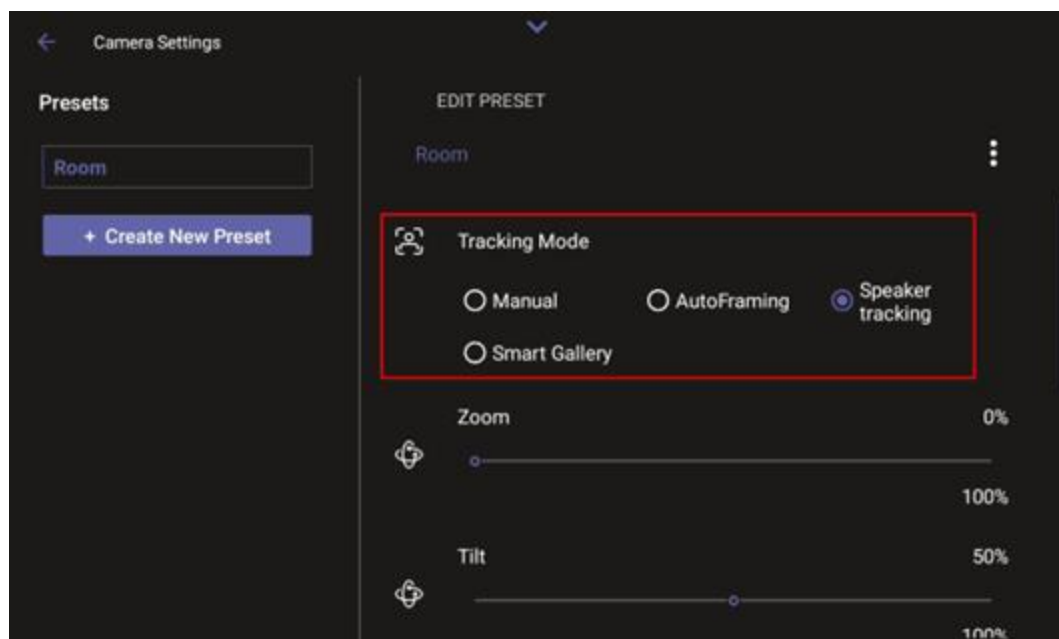 Camera Settings
Presets
Room
+ Create New Preset
EDIT PRESET
Room
Tracking Mode
Manual
AutoFraming
Speaker
tracking
Smart Gallery
Zoom
0%
100%
Tilt
50%
100%